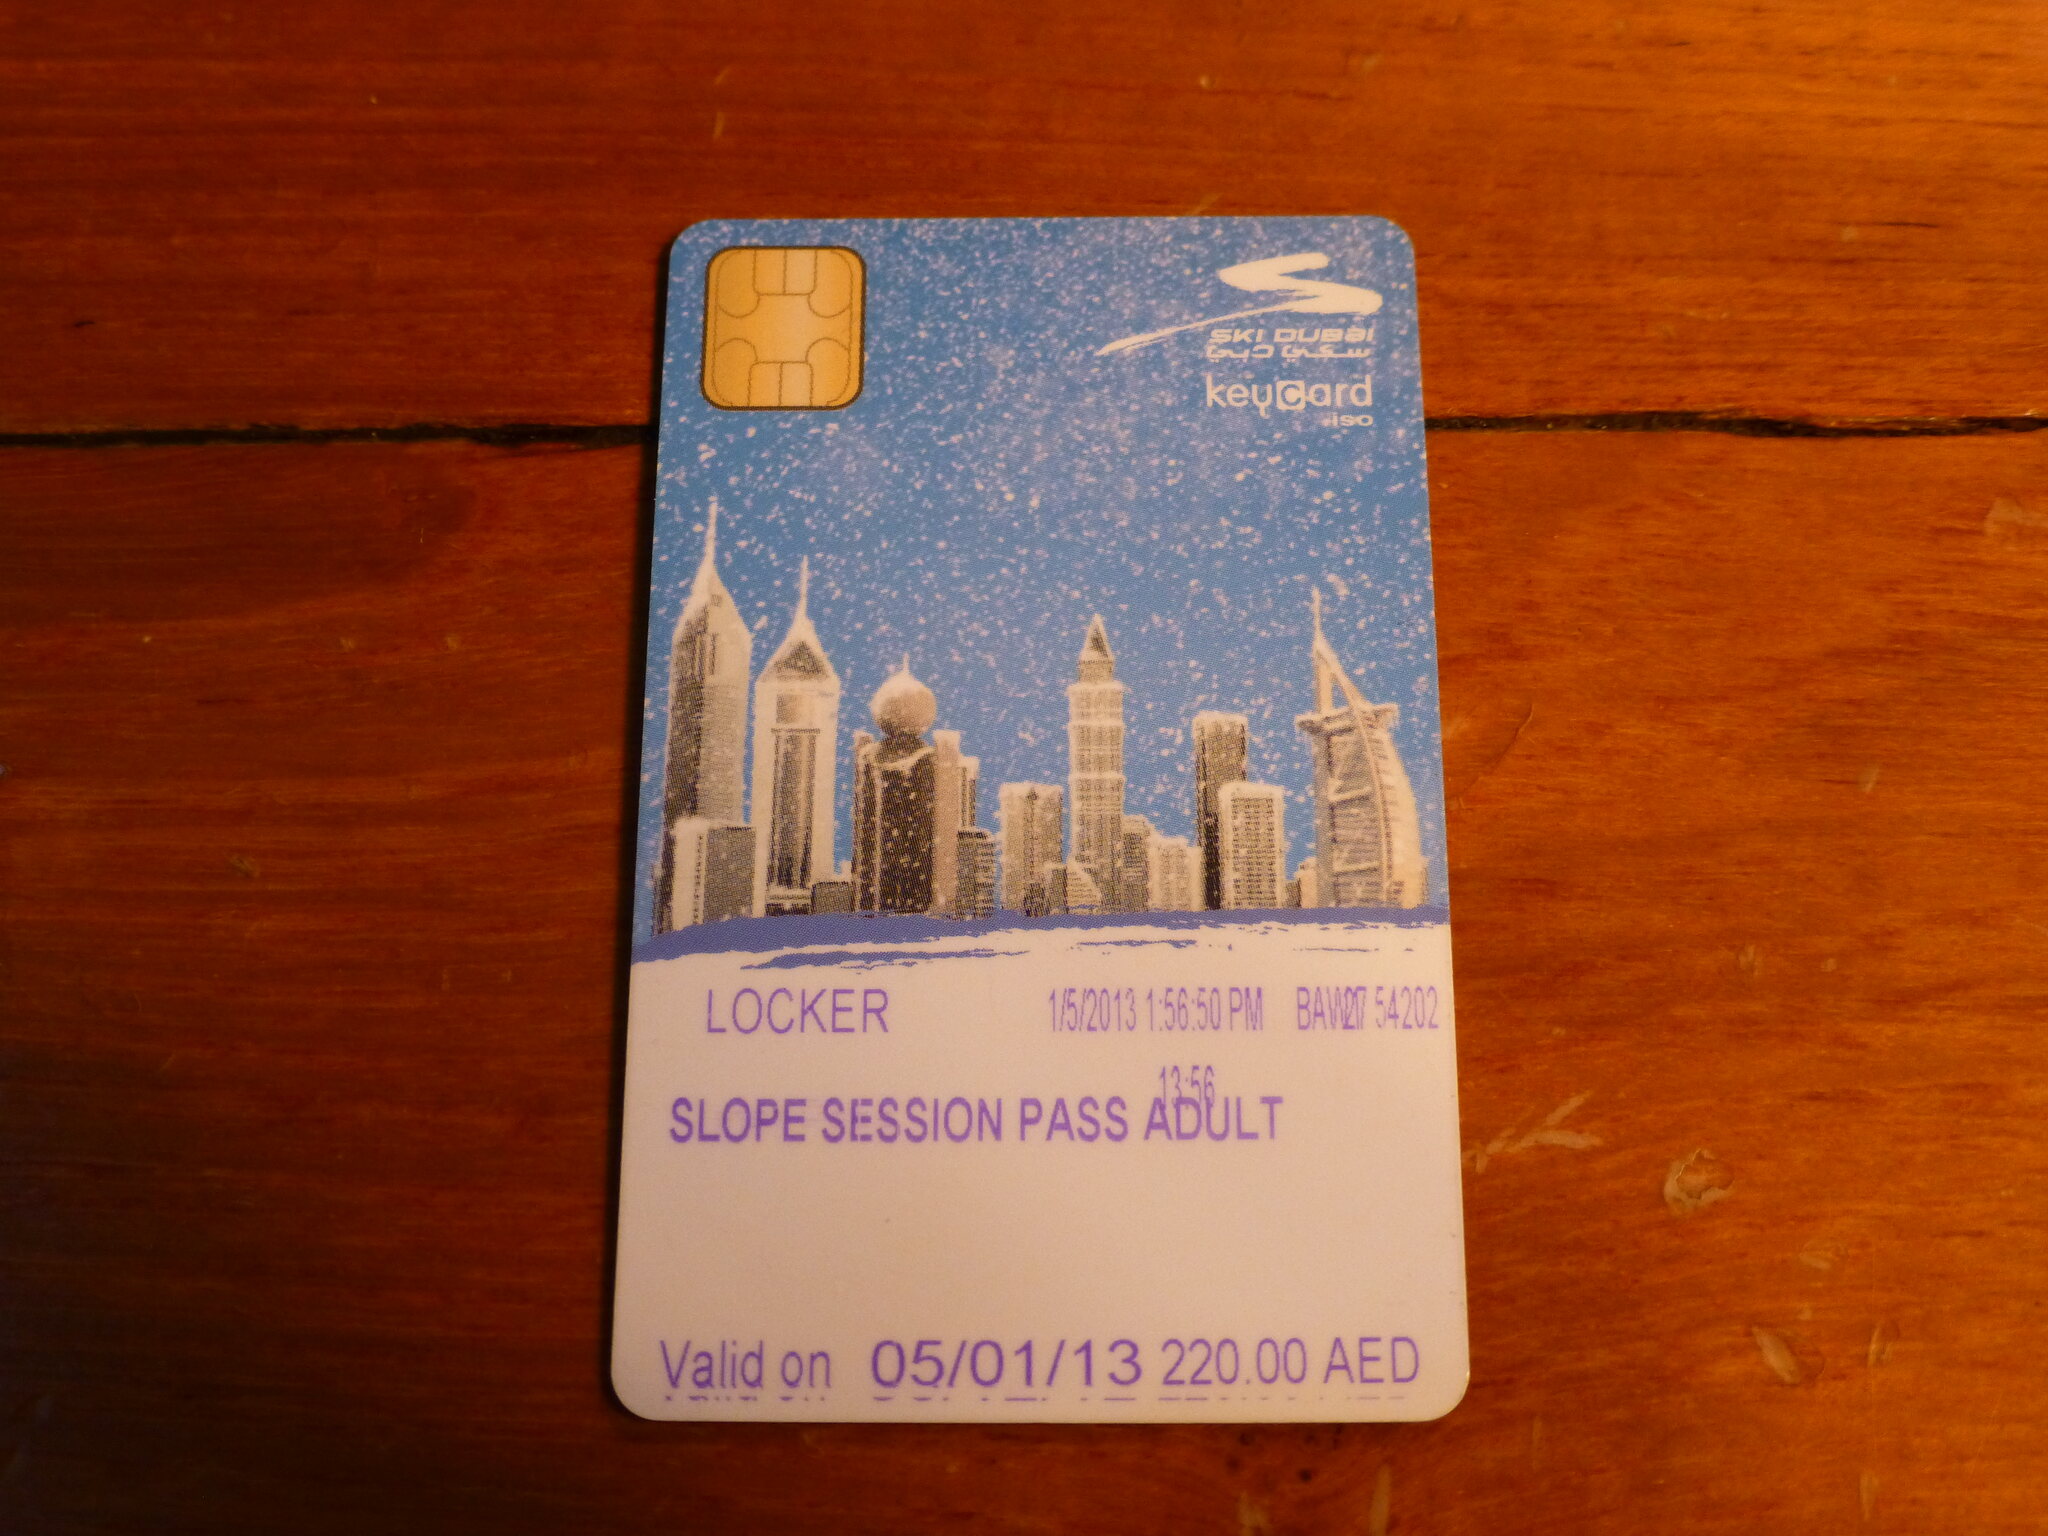 SKI DUBAI
سكي دبي
keycard
iso
LOCKER 1/5/2013 1:56:50 PM 54202
13:56
SLOPE SESSION PASS ADULT
Valid on 05/01/13 220.00 AED